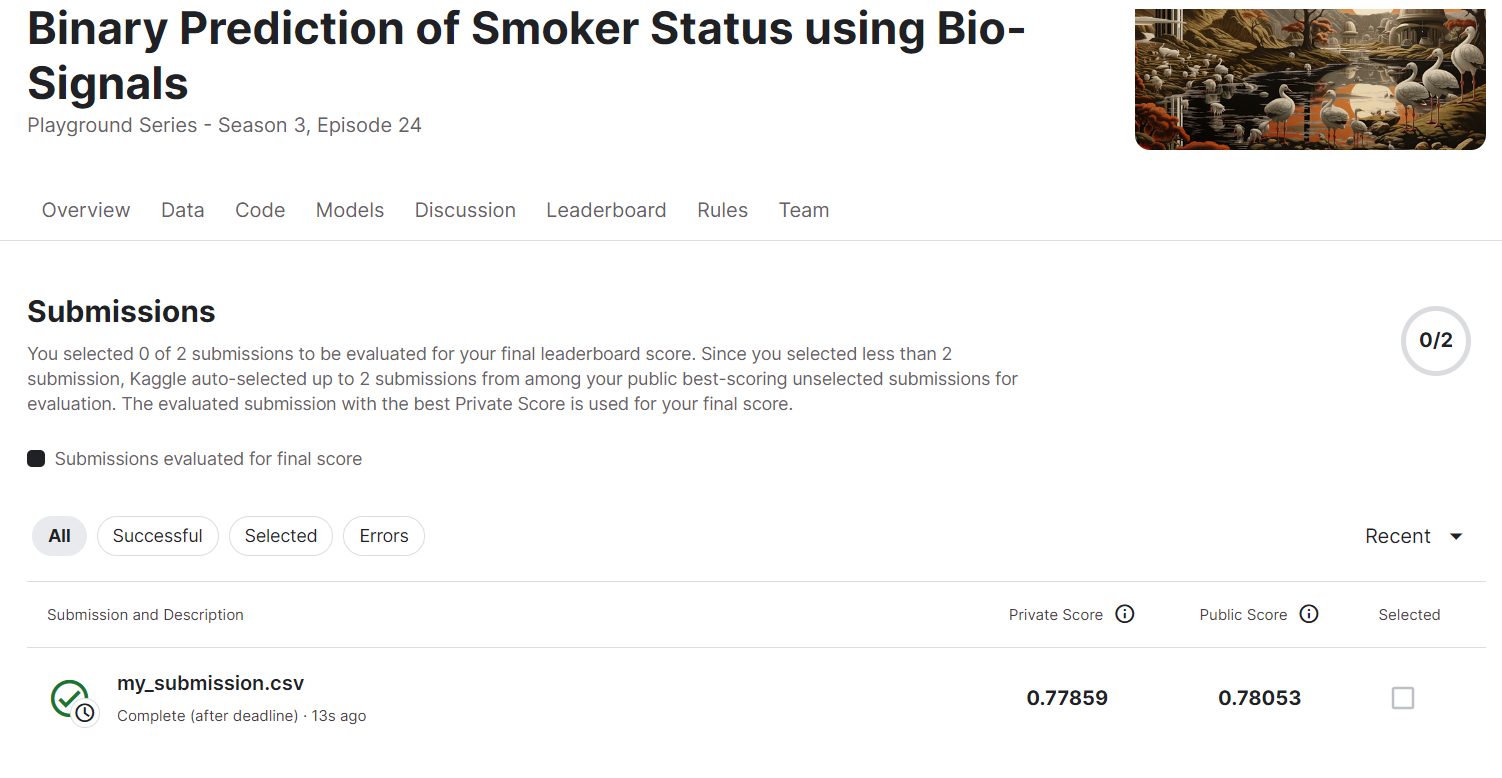 Binary Prediction of Smoker Status using Bio-
Signals
Playground Series - Season 3, Episode 24
Overview Data Code Models Discussion Leaderboard Rules Team
Submissions
You selected 0 of 2 submissions to be evaluated for your final leaderboard score. Since you selected less than 2
submission, Kaggle auto-selected up to 2 submissions from among your public best-scoring unselected submissions for
evaluation. The evaluated submission with the best Private Score is used for your final score.
0/2
Submissions evaluated for final score
All Successful Selected Errors Recent
Submission and Description Private Score Public Score Selected
my_submission.csv
Complete (after deadline) · 13s ago
0.77859 0.78053